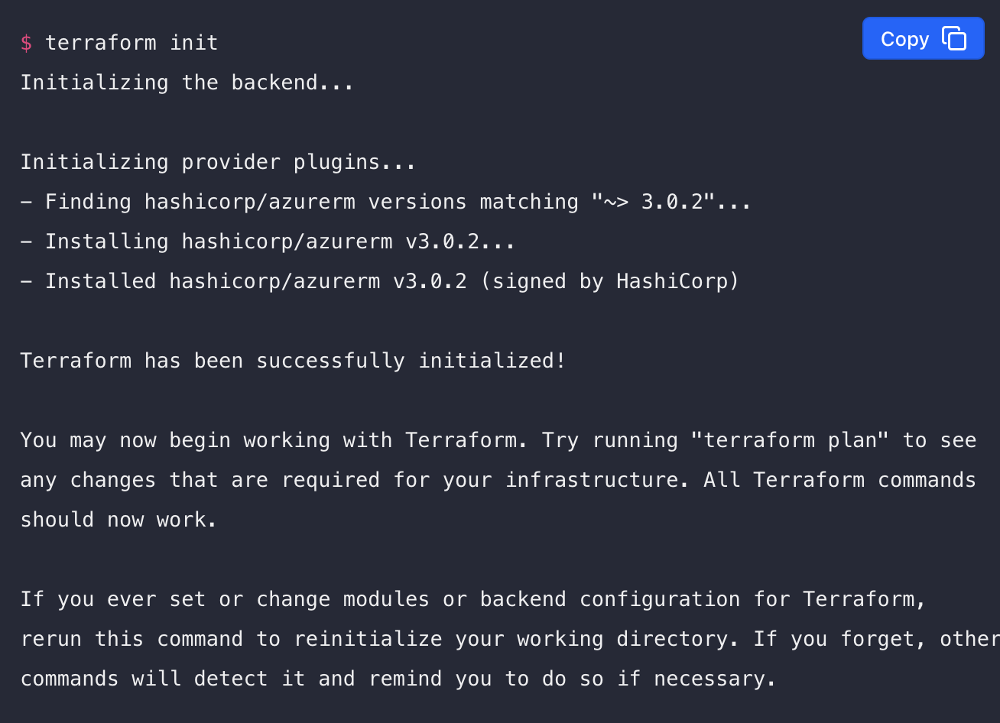 $ terraform init
Copy
Initializing the backend...
Initializing provider plugins...
- Finding hashicorp/azurerm versions matching "~> 3.0.2"...
- Installing hashicorp/azurerm v3.0.2...
- Installed hashicorp/azurerm v3.0.2 (signed by HashiCorp)
Terraform has been successfully initialized!
You may now begin working with Terraform. Try running "terraform plan" to see
any changes that are required for your infrastructure. All Terraform commands
should now work.
If you ever set or change modules or backend configuration for Terraform,
rerun this command to reinitialize your working directory. If you forget, other
commands will detect it and remind you to do so if necessary.